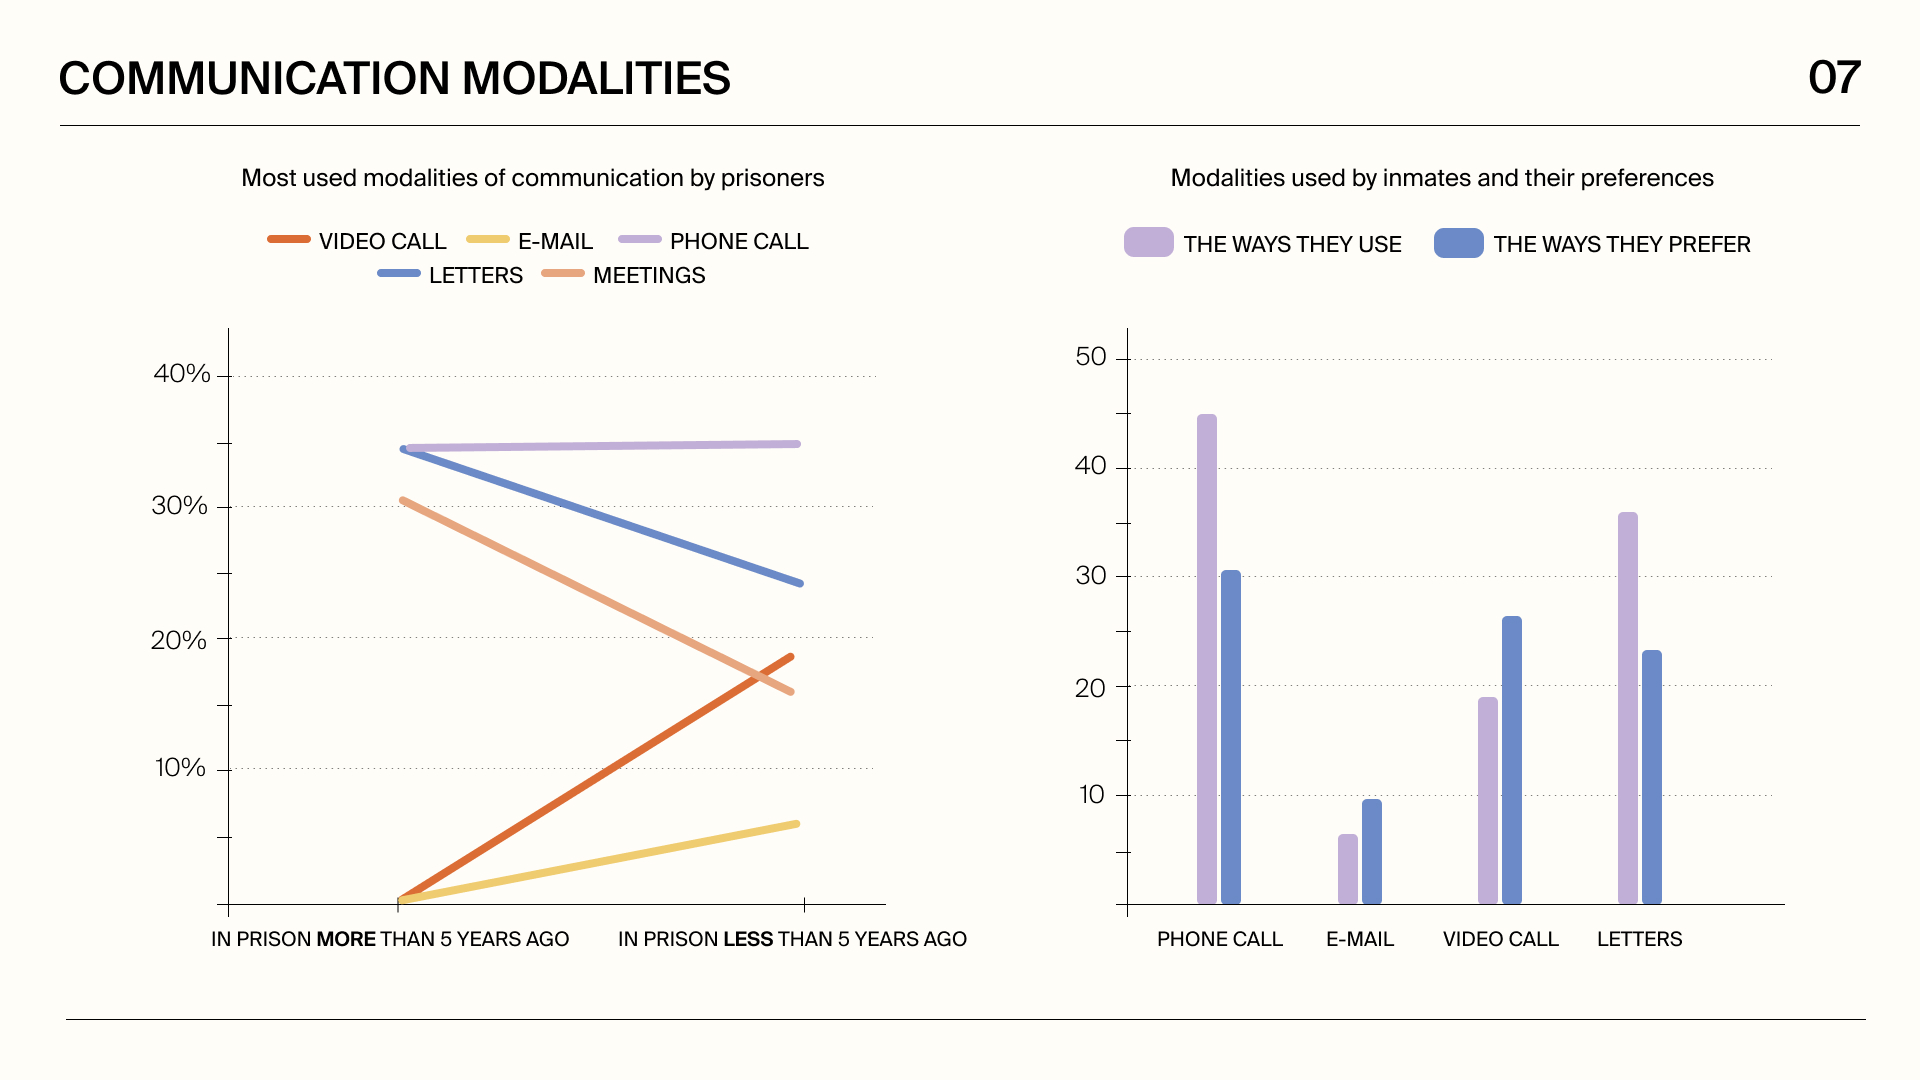 COMMUNICATION MODALITIES
07
Most used modalities of communication by prisoners
VIDEO CALL E-MAIL PHONE CALL
LETTERS MEETINGS
40%
30%
20%
10%
IN PRISON MORE THAN 5 YEARS AGO
IN PRISON LESS THAN 5 YEARS AGO
Modalities used by inmates and their preferences
THE WAYS THEY USE THE WAYS THEY PREFER
50
40
30
20
10
PHONE CALL
E-MAIL
VIDEO CALL
LETTERS